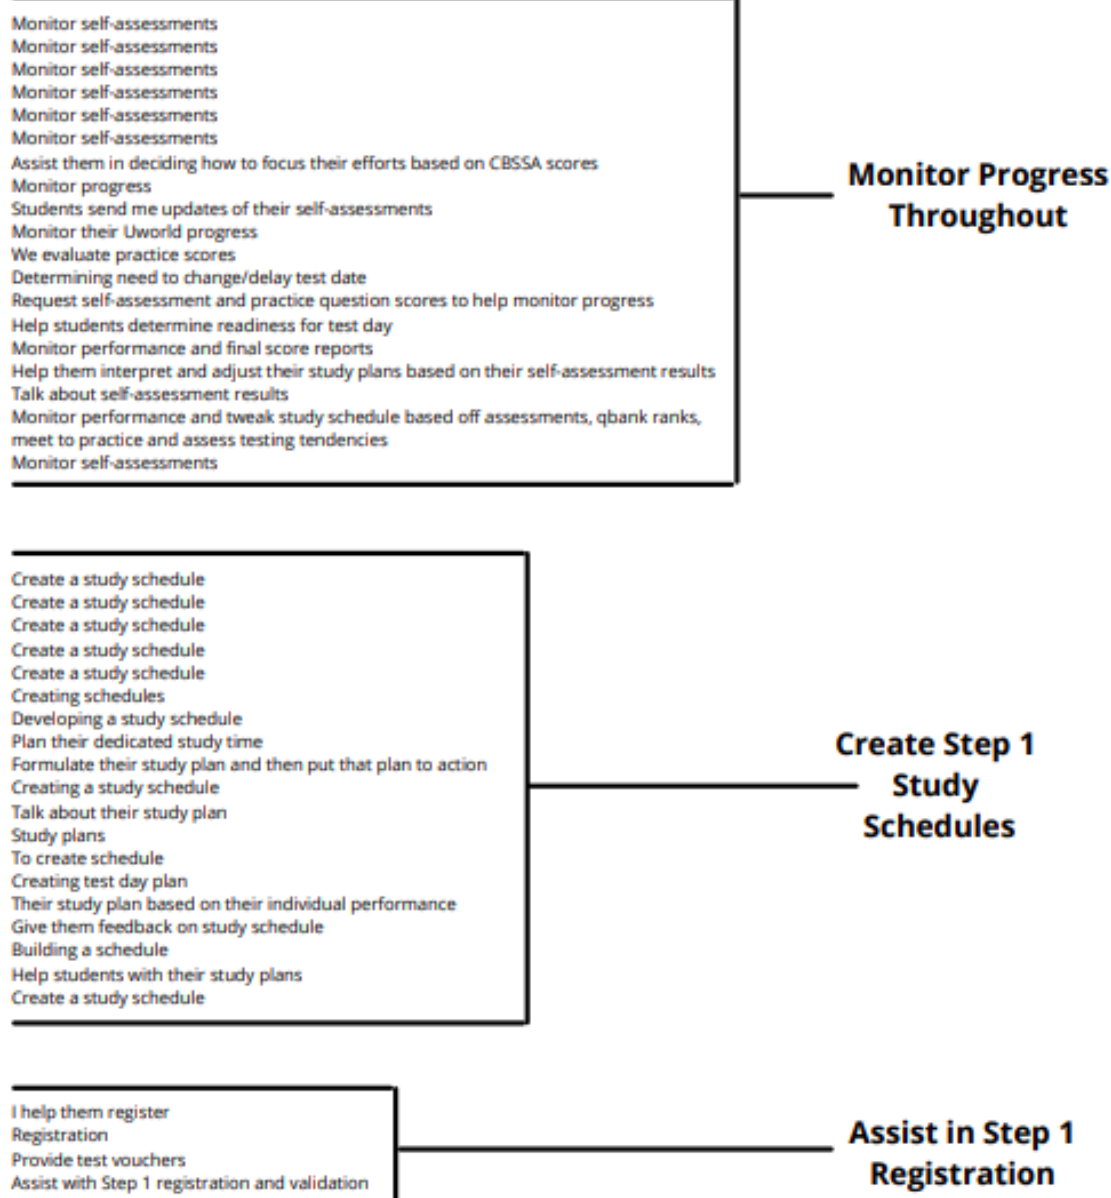 Monitor self-assessments
Monitor self-assessments
Monitor self-assessments
Monitor self-assessments
Monitor self-assessments
Monitor self-assessments
Assist them in deciding how to focus their efforts based on CBSSA scores
Monitor progress
Students send me updates of their self-assessments
Monitor their Uworld progress
We evaluate practice scores
Determining need to change/delay test date
Request self-assessment and practice question scores to help monitor progress
Help students determine readiness for test day
Monitor performance and final score reports
Help them interpret and adjust their study plans based on their self-assessment results
Talk about self-assessment results
Monitor performance and tweak study schedule based off assessments, qbank ranks,
meet to practice and assess testing tendencies
Monitor self-assessments
Monitor Progress
Throughout
Create a study schedule
Create a study schedule
Create a study schedule
Create a study schedule
Create a study schedule
Creating schedules
Developing a study schedule
Plan their dedicated study time
Formulate their study plan and then put that plan to action
Creating a study schedule
Talk about their study plan
Study plans
To create schedule
Creating test day plan
Their study plan based on their individual performance
Give them feedback on study schedule
Building a schedule
Help students with their study plans
Create a study schedule
Create Step 1
Study
Schedules
I help them register
Registration
Provide test vouchers
Assist with Step 1 registration and validation
Assist in Step 1
Registration